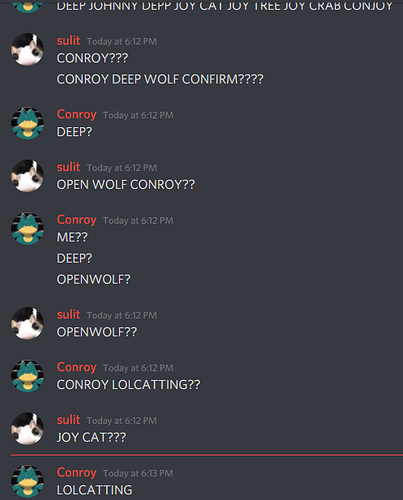 DEEP JOHNNY DEPP JOY CAT JOY TREE JOY CRAB CONJOY
sulit Today at 6:12 PM
CONROY???
CONROY DEEP WOLF CONFIRM????
Conroy Today at 6:12 PM
DEEP?
sulit Today at 6:12 PM
OPEN WOLF CONROY??
Conroy Today at 6:12 PM
ME??
DEEP?
OPENWOLF?
sulit Today at 6:12 PM
OPENWOLF??
Conroy Today at 6:12 PM
CONROY LOLCATTING??
sulit Today at 6:12 PM
JOY CAT???
Conroy Today at 6:13 PM
LOLCATTING